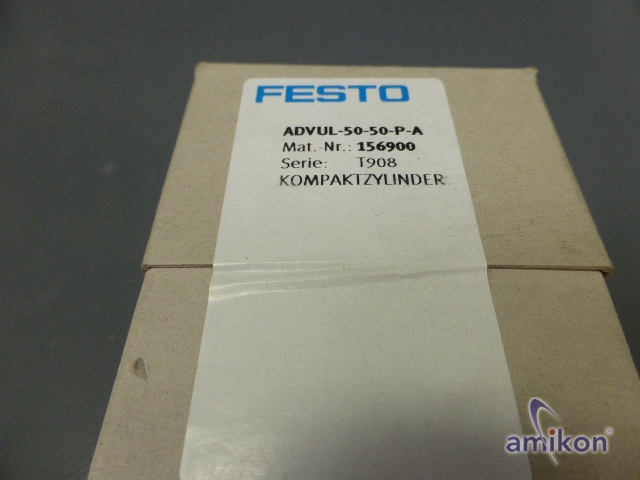 FESTO
ADVUL-50-50-P-A
Mat.-Nr.: 156900
Serie: T908
KOMPAKTZYLINDER
amikon®